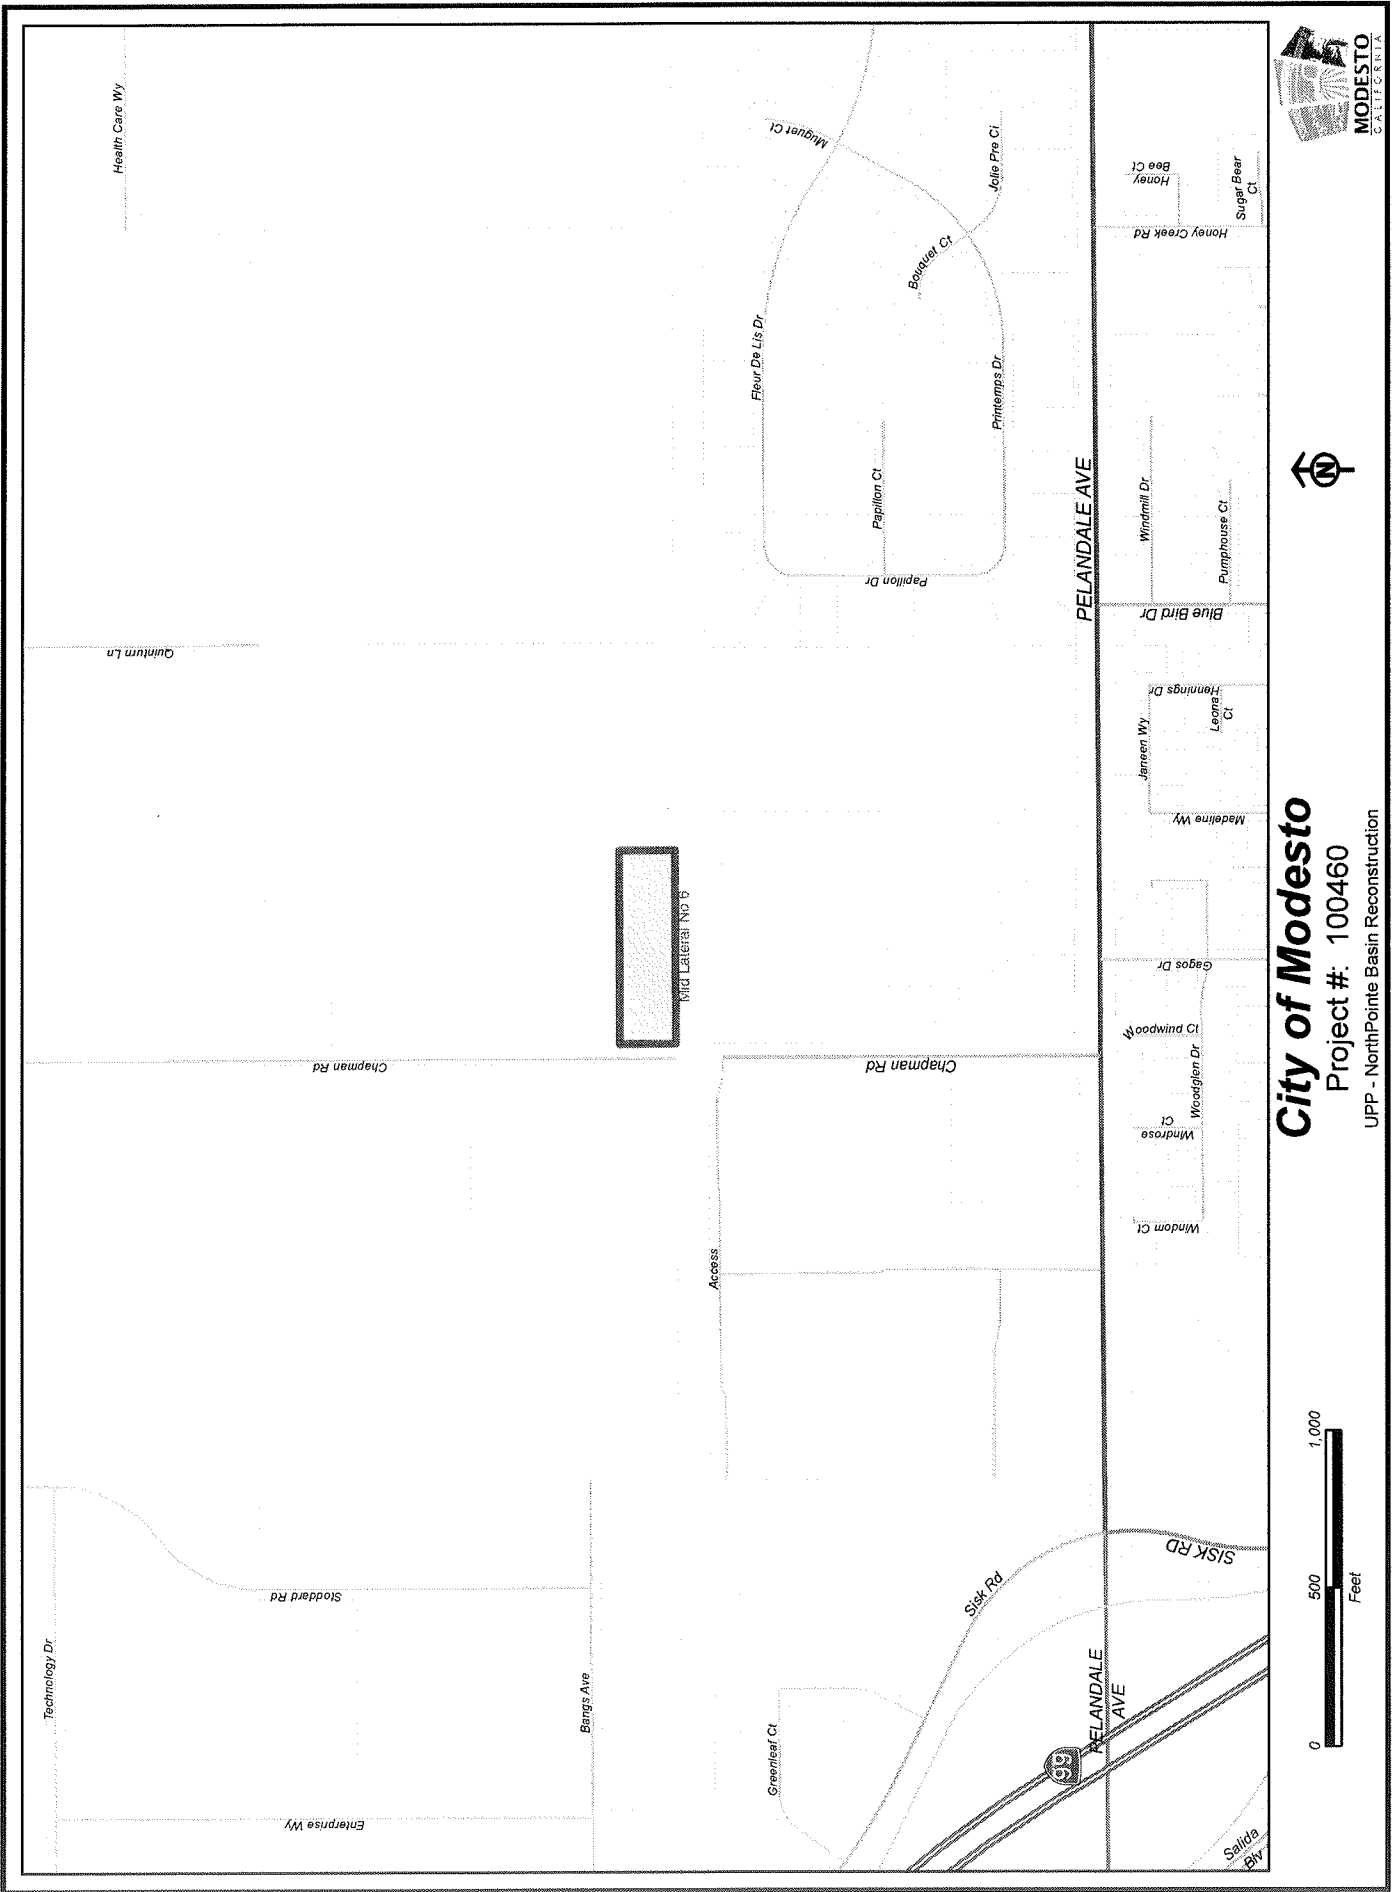 Health Care Wy
Quinturn Ln
Chapman Rd
Technology Dr
Stoddard Rd
Enterprise Wy
Bangs Ave
Mid Lateral No 6
Access
Chapman Rd
Greenleaf Ct
Sisk Rd
SISK RD
99
PELANDALE
AVE
Salida
Blv
Muguet Ct
Fleur De Lis Dr
Jolie Pre Ci
Bouquet Ct
Printemps Dr
Papillon Ct
Papillon Dr
PELANDALE AVE
Honey
Bee Ct
Sugar Bear
Ct
Honey Creek Rd
Windmill Dr
Pumphouse Ct
Blue Bird Dr
Hennings Dr
Leona
Ct
Janeen Wy
Madeline Wy
Gagos Dr
Woodwind Ct
Woodglen Dr
Windrose
Ct
Windom Ct
0 500 1,000
Feet
City of Modesto
Project #: 100460
UPP - NorthPointe Basin Reconstruction
N
MODESTO
CALIFORNIA